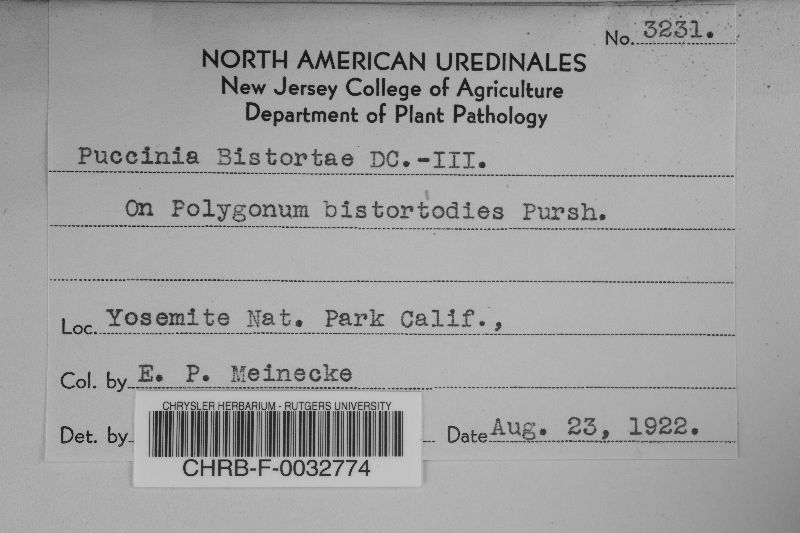 No. 3231.
NORTH AMERICAN UREDINALES
New Jersey College of Agriculture
Department of Plant Pathology
Puccinia Bistortae DC.-III.
On Polygonum bistortodies Pursh.
Loc. Yosemite Nat. Park Calif.,
Col. by E. P. Meinecke
Det. by
Date Aug. 23, 1922.
CHRYSLER HERBARIUM - RUTGERS UNIVERSITY
CHRB-F-0032774